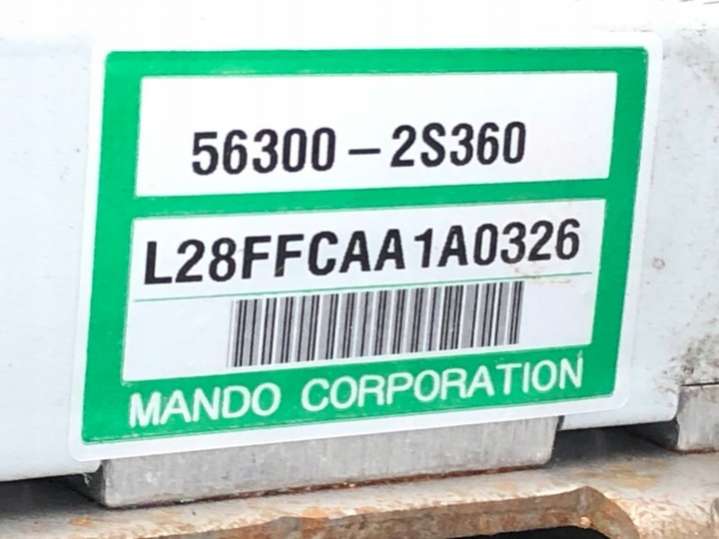 56300-2S360
L28FFCAA1A0326
MANDO CORPORATION